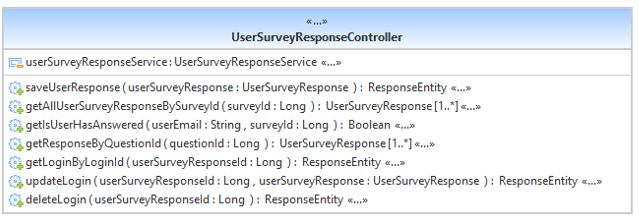 «...»
UserSurveyResponseController
userSurveyResponseService : UserSurveyResponseService «...»
saveUserResponse ( userSurveyResponse : UserSurveyResponse ) : ResponseEntity «...»
getAllUserSurveyResponseBySurveyId ( surveyId : Long ) : UserSurveyResponse [1..*] «...»
getIsUserHasAnswered ( userEmail : String , surveyId : Long ) : Boolean «...»
getResponseByQuestionId ( questionId : Long ) : UserSurveyResponse [1..*] «...»
getLoginByLoginId ( userSurveyResponseId : Long ) : ResponseEntity «...»
updateLogin ( userSurveyResponseId : Long , userSurveyResponse : UserSurveyResponse ) : ResponseEntity «...»
deleteLogin ( userSurveyResponseId : Long ) : ResponseEntity «...»